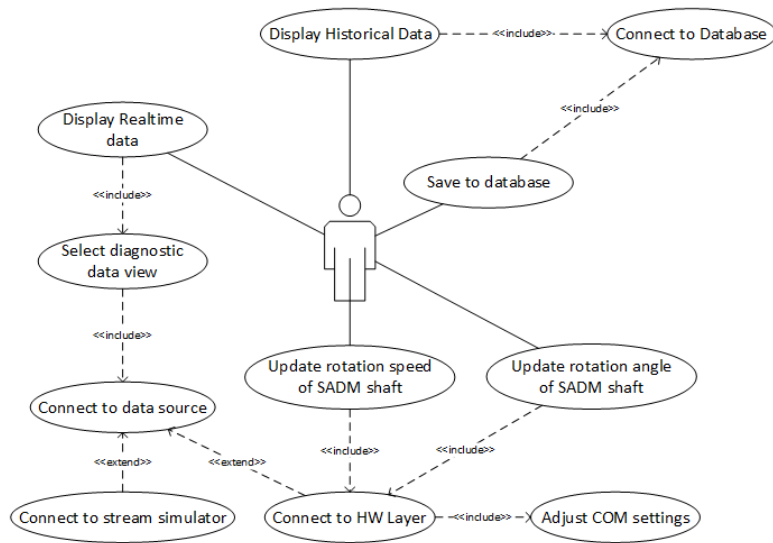 Display Historical Data
<<include>>
Connect to Database
<<include>>
Display Realtime
data
Save to database
<<include>>
Select diagnostic
data view
<<include>>
Update rotation speed
of SADM shaft
Update rotation angle
of SADM shaft
Connect to data source
<<include>>
<<include>>
<<extend>>
<<extend>>
Connect to stream simulator
Connect to HW Layer
<<include>>
Adjust COM settings